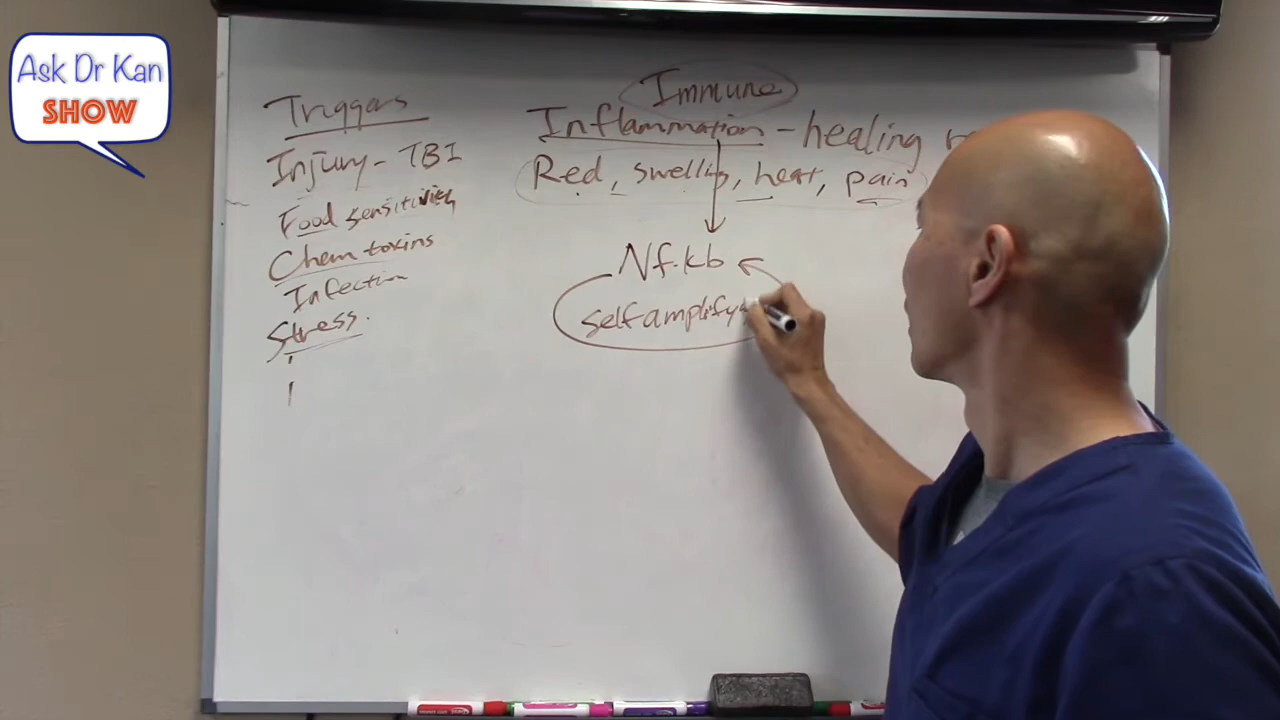 Ask Dr Kan
SHOW
Triggers
Injury - TBI
Food sensitivity
Chem toxins
Infection
Stress.
Immune
Inflammation - healing
Red, swelling, heat, pain
Nf.kb
self amplify